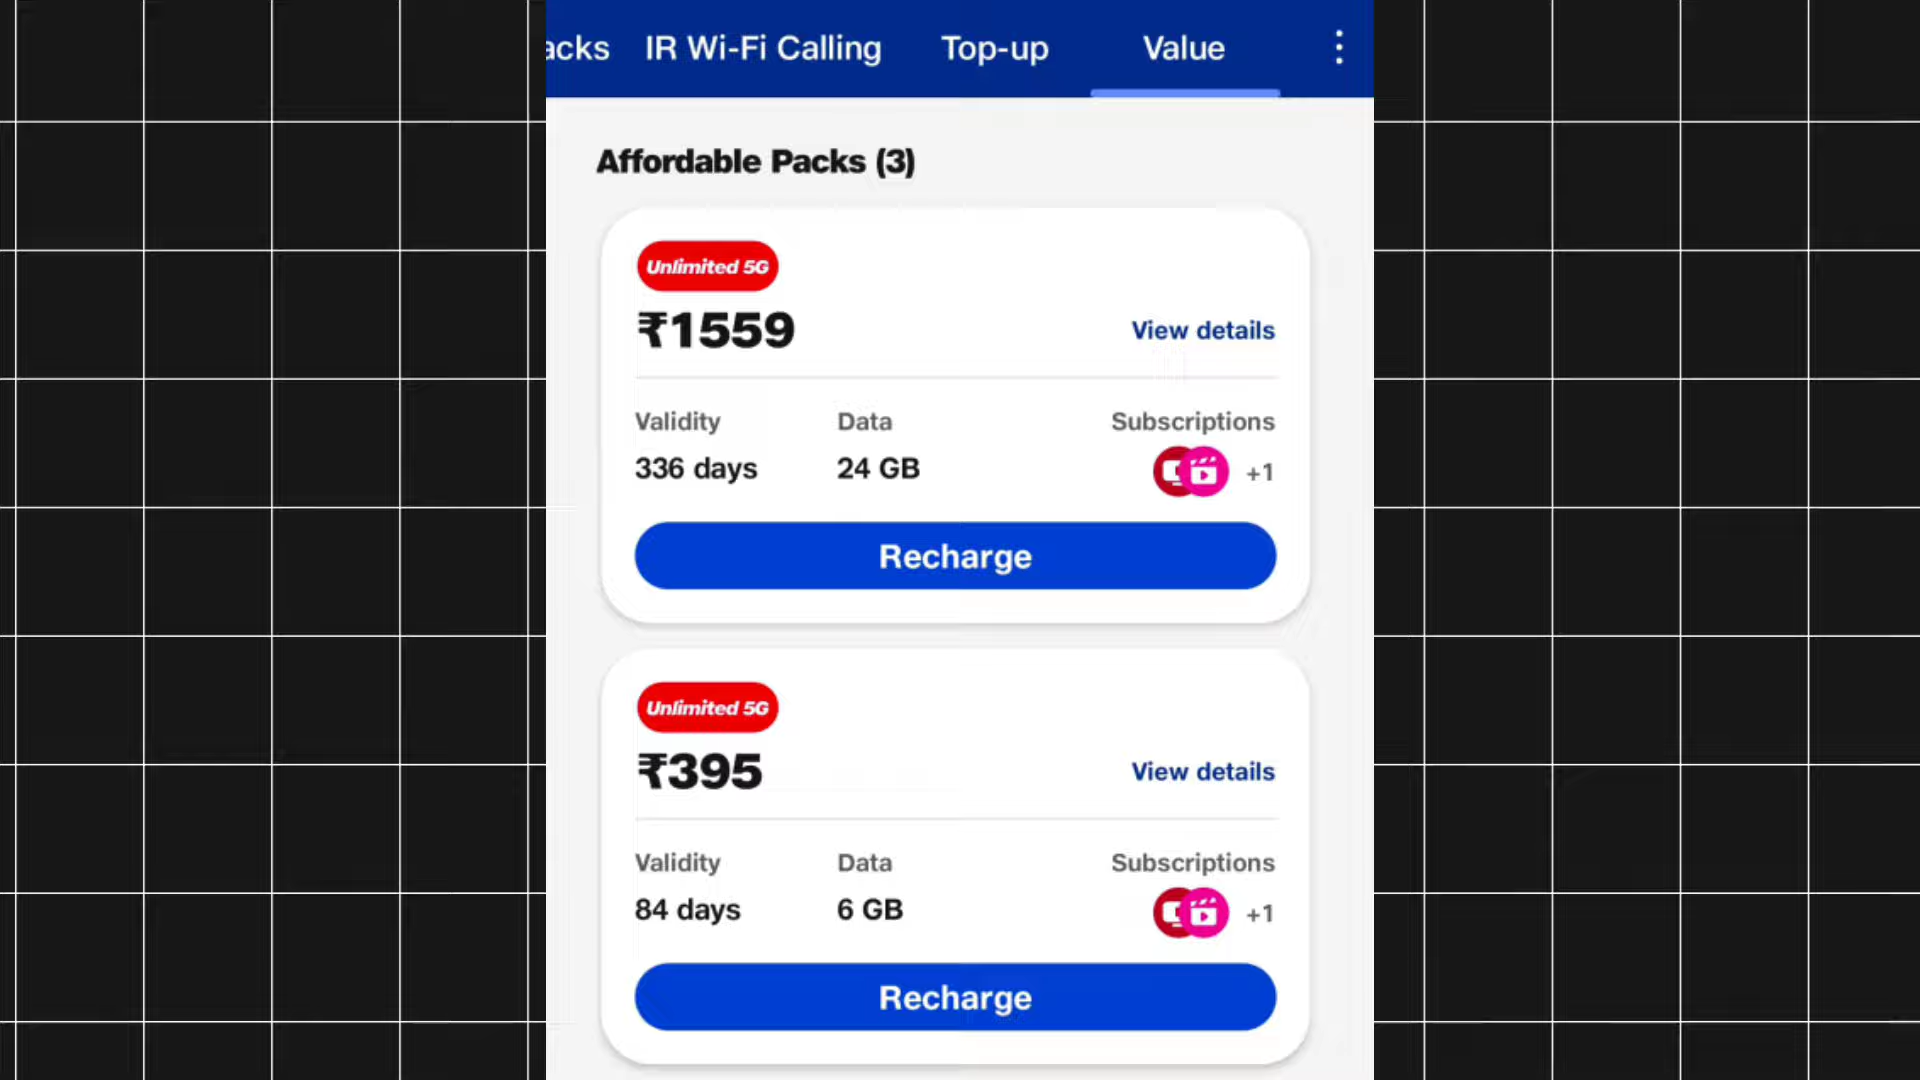 acks IR Wi-Fi Calling Top-up Value
Affordable Packs (3)
Unlimited 5G
₹1559 View details
Validity Data Subscriptions
336 days 24 GB +1
Recharge
Unlimited 5G
₹395 View details
Validity Data Subscriptions
84 days 6 GB +1
Recharge